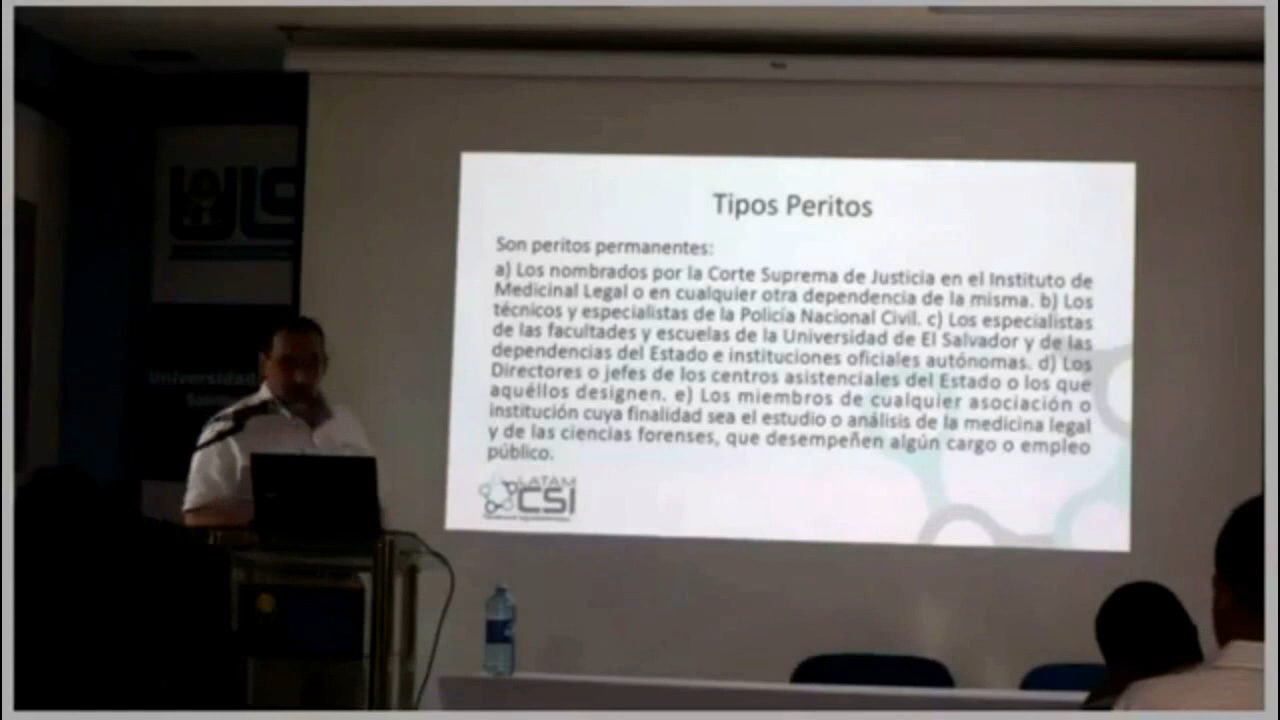 Tipos Peritos
Son peritos permanentes:
a) Los nombrados por la Corte Suprema de Justicia en el Instituto de
Medicinal Legal o en cualquier otra dependencia de la misma. b) Los
técnicos y especialistas de la Policía Nacional Civil. c) Los especialistas
de las facultades y escuelas de la Universidad de El Salvador y de las
dependencias del Estado e instituciones oficiales autónomas. d) Los
Directores o jefes de los centros asistenciales del Estado o los que
aquéllos designen. e) Los miembros de cualquier asociación o
institución cuya finalidad sea el estudio o análisis de la medicina legal
y de las ciencias forenses, que desempeñen algún cargo o empleo
público.
LATAM
CSI
Universidad